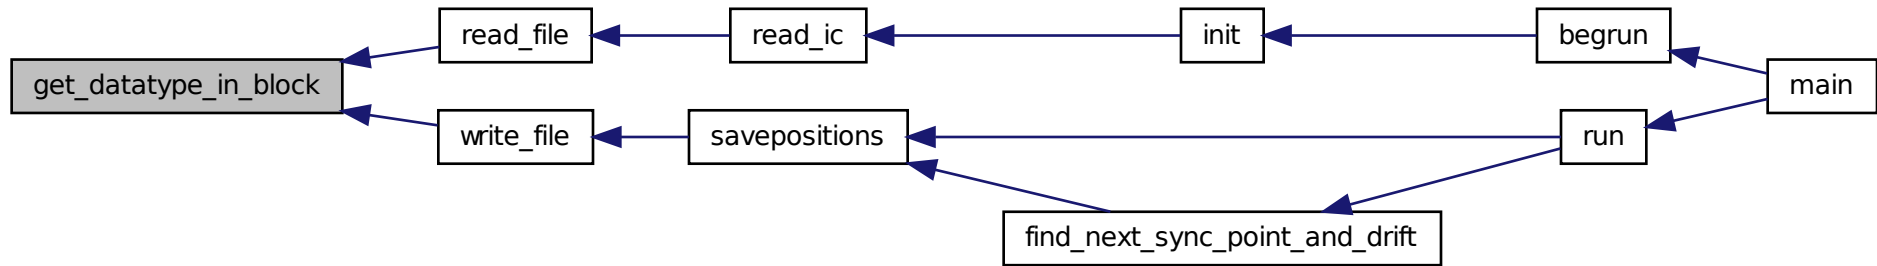 get_datatype_in_block
read_file
read_ic
init
begrun
main
write_file
savepositions
run
find_next_sync_point_and_drift